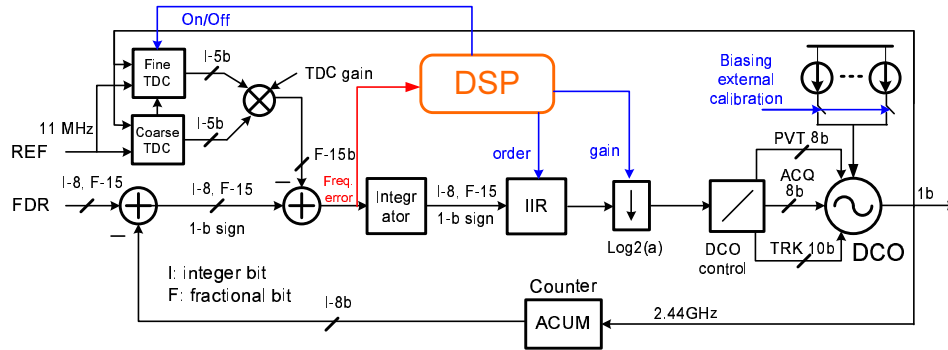 On/Off
Fine
TDC
I-5b
TDC gain
DSP
Biasing
external
calibration
11 MHz
REF
Coarse
TDC
I-5b
F-15b
order
gain
PVT 8b
ACQ
8b
1b
I-8, F-15
FDR
I-8, F-15
1-b sign
Freq.
error
Integr
ator
I-8, F-15
1-b sign
IIR
Log2(a)
DCO
control
TRK 10b
DCO
I: integer bit
F: fractional bit
Counter
I-8b
ACUM
2.44GHz